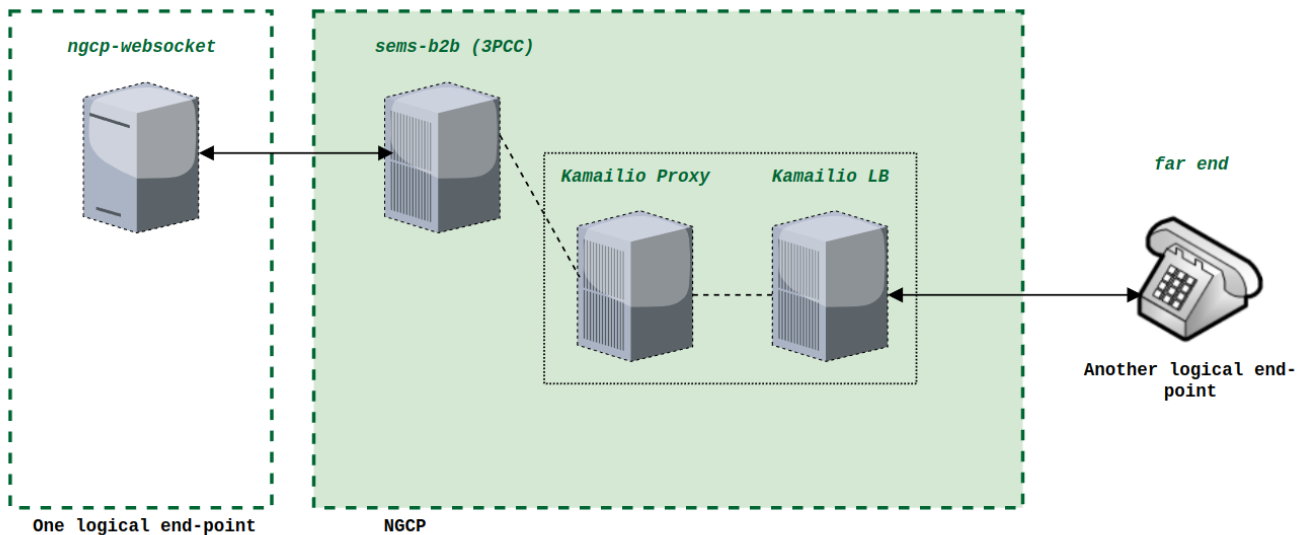 ngcp-websocket
sems-b2b (3PCC)
Kamailio Proxy
Kamailio LB
far end
Another logical end-
point
One logical end-point
NGCP